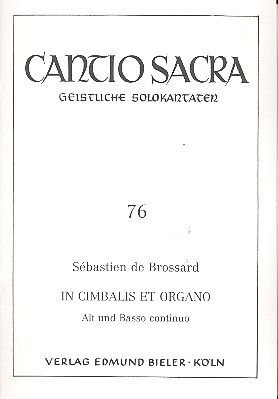 CANTIO SACRA
GEISTLICHE SOLOKANTATEN
76
Sébastien de Brossard
IN CIMBALIS ET ORGANO
Alt und Basso continuo
VERLAG EDMUND BIELER · KÖLN